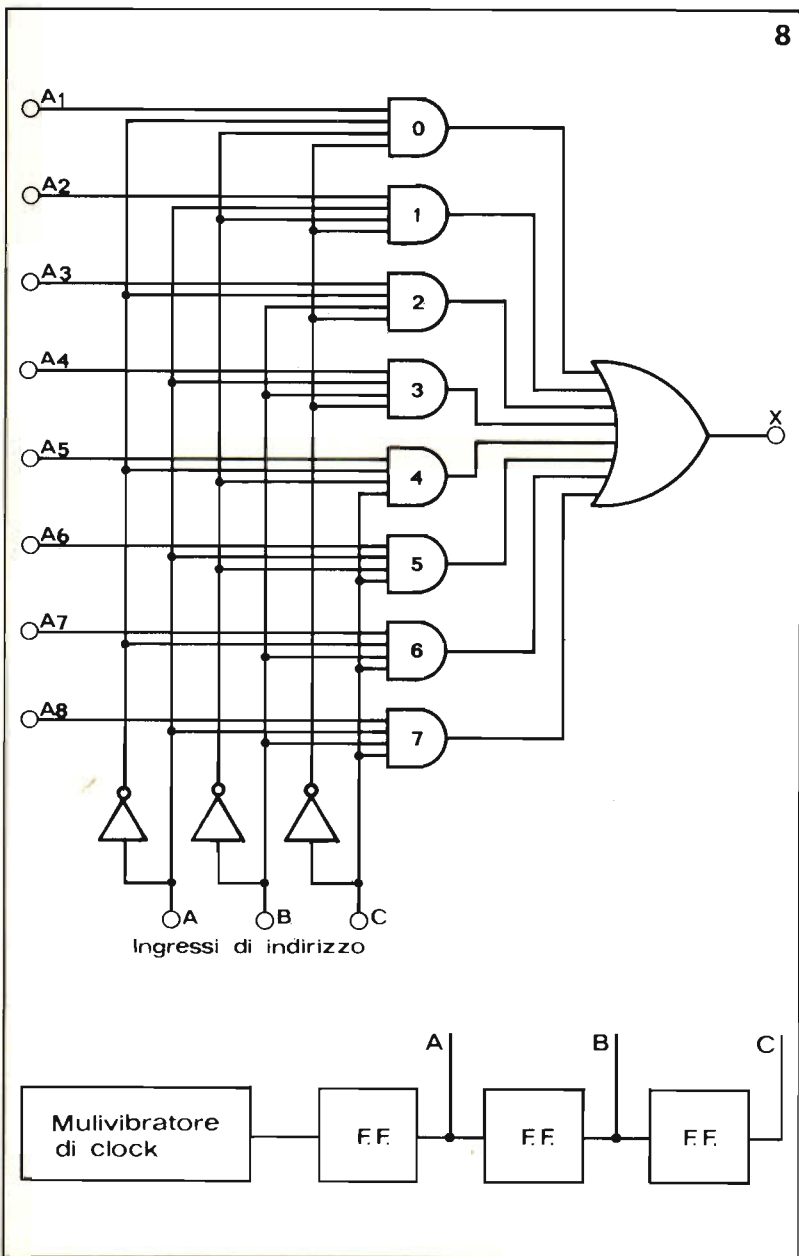 8
A1
0
A2
1
A3
2
A4
3
X
A5
4
A6
5
A7
6
A8
7
A
B
C
Ingressi di indirizzo
A
B
C
Mulivibratore
di clock
F.F.
F.F.
F.F.